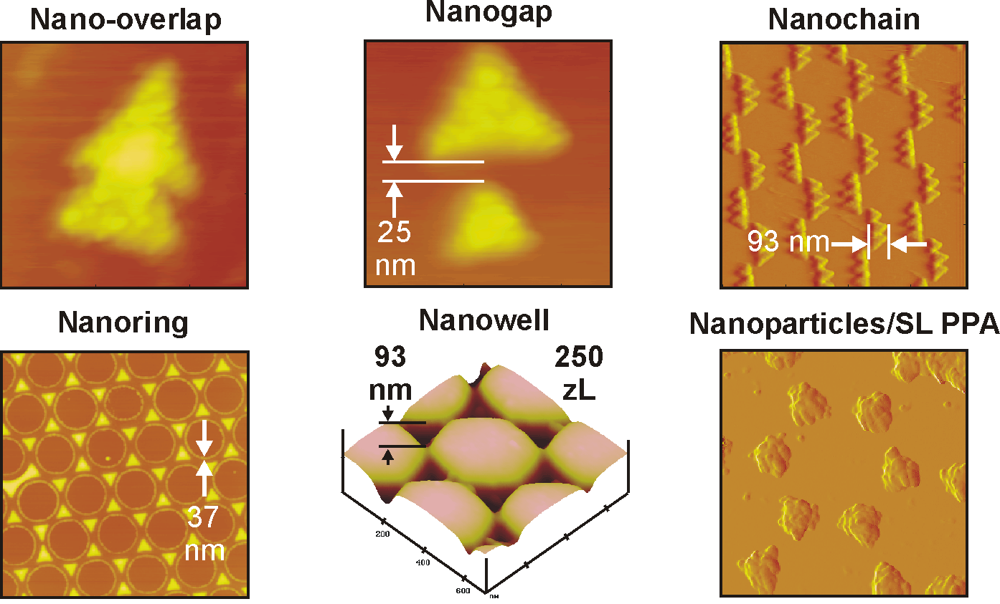 Nano-overlap
Nanogap
Nanochain
25
nm
93 nm
Nanoring
Nanowell
Nanoparticles/SL PPA
37
nm
93
nm
250
zL
200
400
600